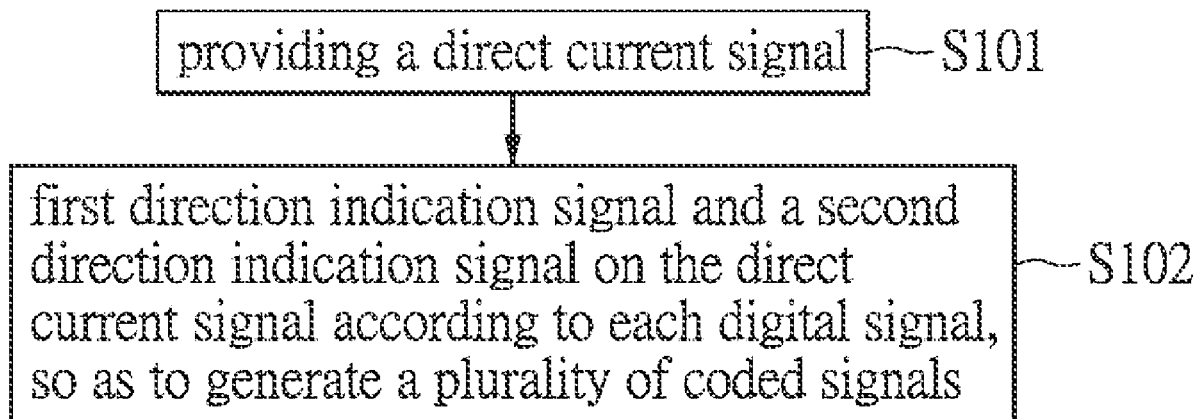 providing a direct current signal S101
first direction indication signal and a second
direction indication signal on the direct
current signal according to each digital signal,
so as to generate a plurality of coded signals
S102